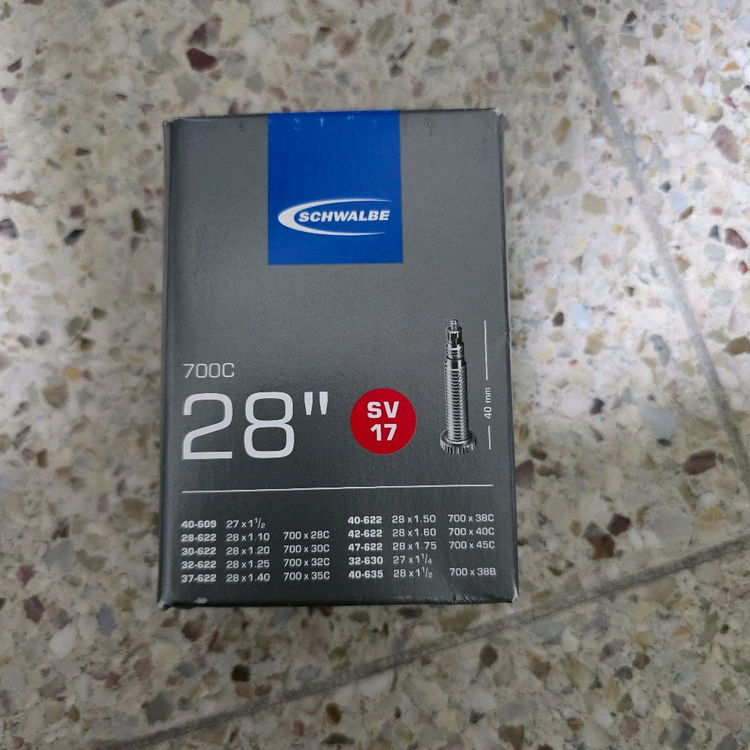 SCHWALBE
700C
28"
SV
17
40 mm
40-609 27 x 1 1/2
28-622 28 x 1.10 700 x 28C
30-622 28 x 1.20 700 x 30C
32-622 28 x 1.25 700 x 32C
37-622 28 x 1.40 700 x 35C
40-622 28 x 1.50 700 x 38C
42-622 28 x 1.60 700 x 40C
47-622 28 x 1.75 700 x 45C
32-630 27 x 1 1/4
40-635 28 x 1 1/2 700 x 38B